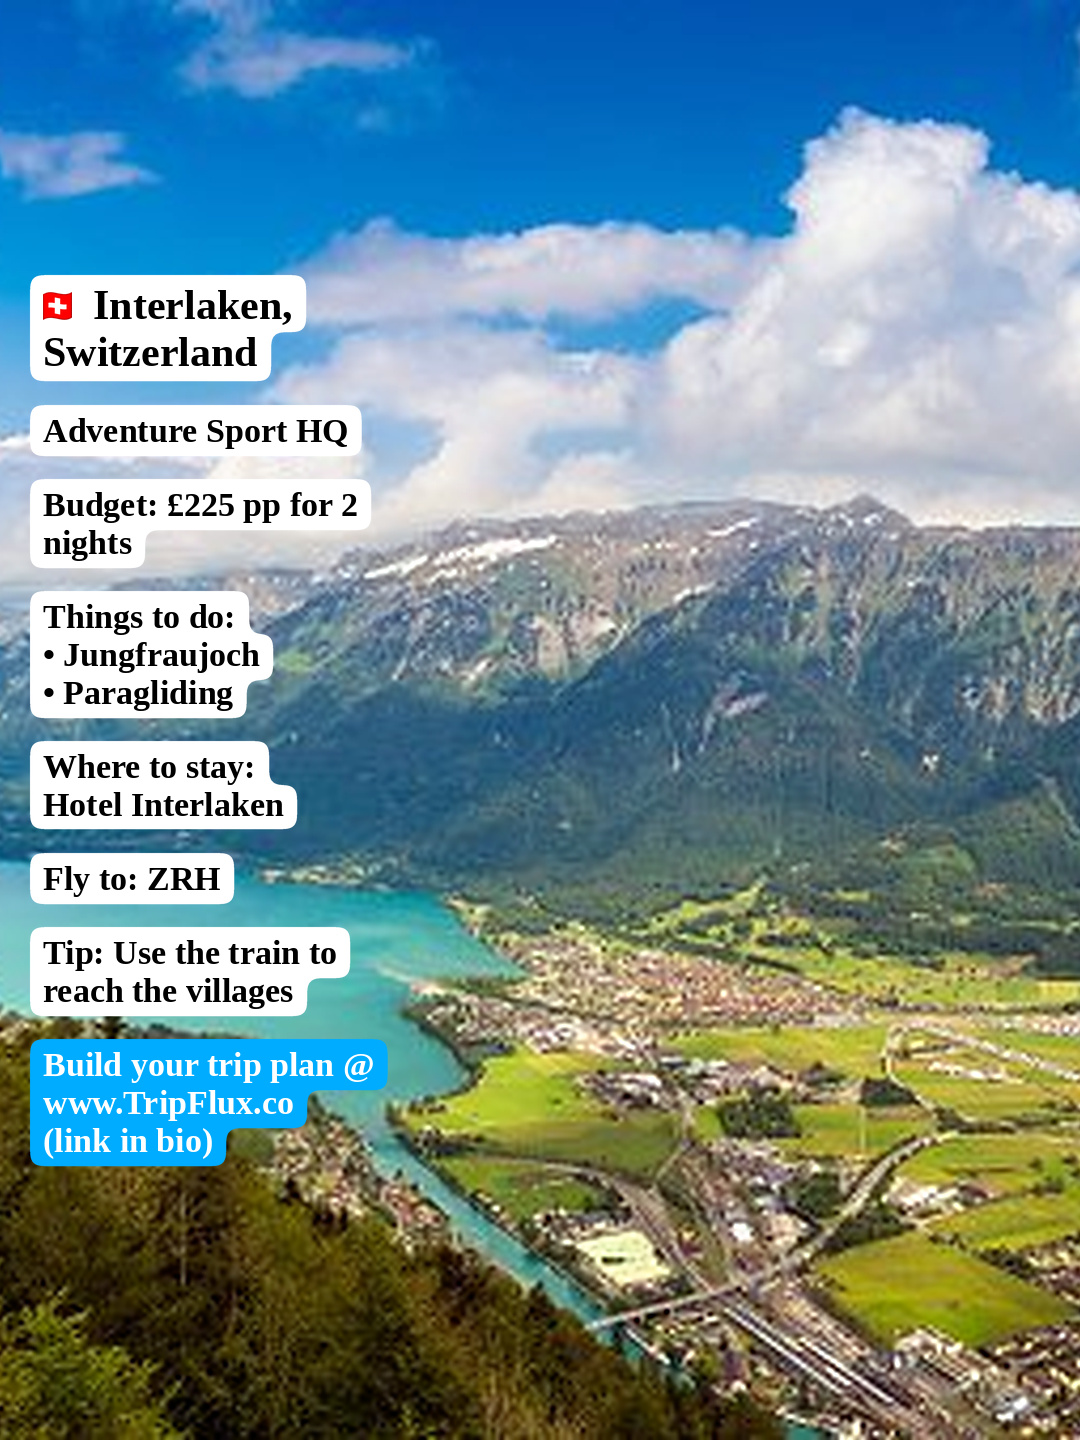 🇨🇭 Interlaken,
Switzerland
Adventure Sport HQ
Budget: £225 pp for 2
nights
Things to do:
• Jungfraujoch
• Paragliding
Where to stay:
Hotel Interlaken
Fly to: ZRH
Tip: Use the train to
reach the villages
Build your trip plan @
www.TripFlux.co
(link in bio)